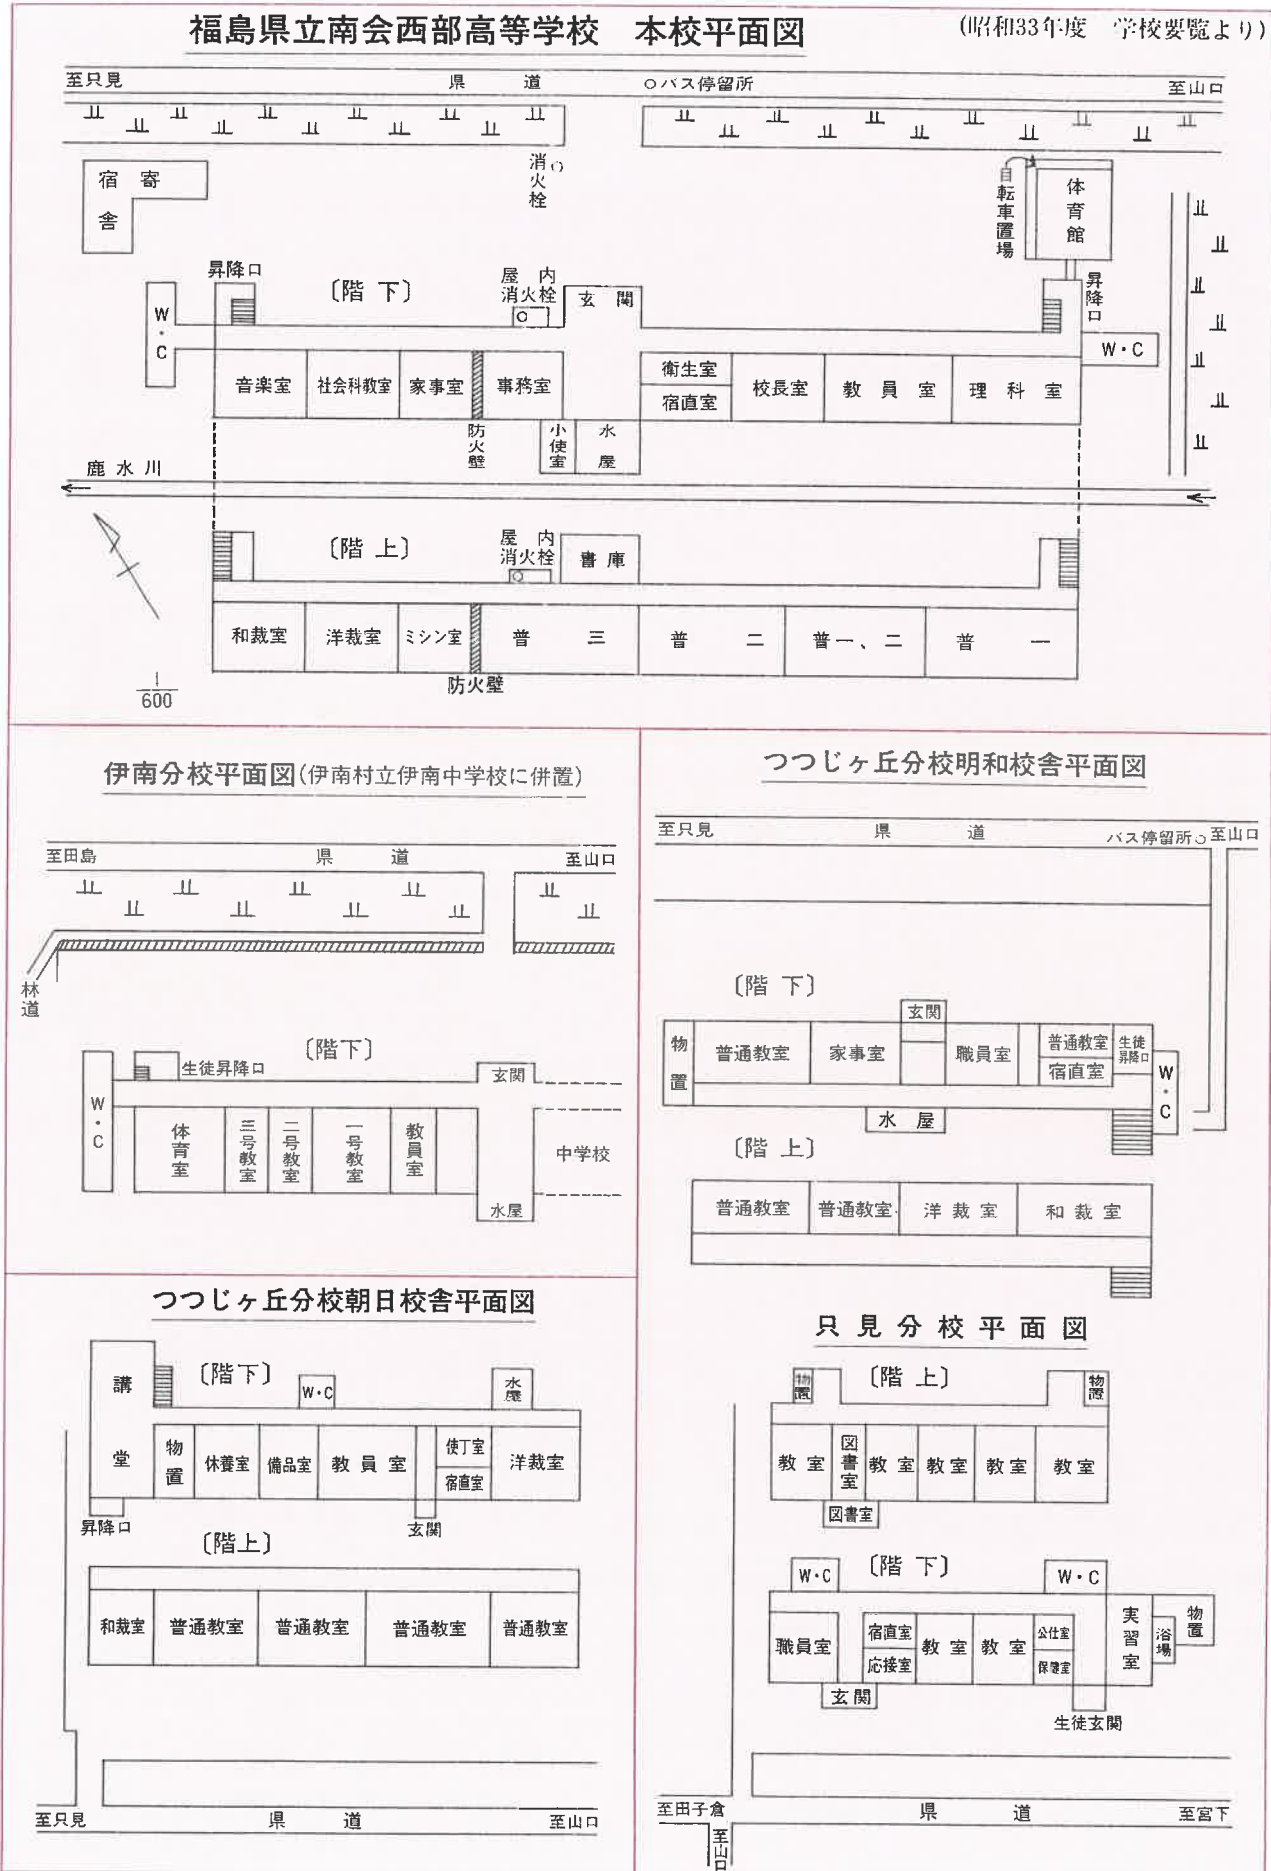 福島県立南会西部高等学校　本校平面図
(昭和33年度　学校要覧より)
至只見　県　道　○バス停留所　至山口
消火栓
宿寄舎
自転車置場
体育館
昇降口
〔階下〕
屋内消火栓
玄関
昇降口
W・C
W・C
音楽室　社会科教室　家事室　事務室　衛生室　宿直室　校長室　教員室　理科室
防火壁
小使室
水屋
鹿水川
〔階上〕
屋内消火栓
書庫
和裁室　洋裁室　ミシン室　普三　普二　普一、二　普一
防火壁
1/600
伊南分校平面図(伊南村立伊南中学校に併置)
至田島　県　道　至山口
林道
〔階下〕
生徒昇降口
玄関
W・C
体育室　三号教室　二号教室　一号教室　教員室
中学校
水屋
つつじヶ丘分校明和校舎平面図
至只見　県　道　バス停留所○　至山口
〔階下〕
玄関
物置　普通教室　家事室　職員室　普通教室　宿直室　生徒昇降口
W・C
水屋
〔階上〕
普通教室　普通教室　洋裁室　和裁室
つつじヶ丘分校朝日校舎平面図
〔階下〕
講堂
W・C
水屋
物置　休養室　備品室　教員室　使丁室　宿直室　洋裁室
昇降口
玄関
〔階上〕
和裁室　普通教室　普通教室　普通教室　普通教室
至只見　県　道　至山口
只見分校平面図
〔階上〕
物置
物置
教室　図書室　教室　教室　教室　教室
図書室
〔階下〕
W・C
W・C
職員室　宿直室　応接室　教室　教室　公仕室　保健室　実習室　浴場　物置
玄関
生徒玄関
至田子倉　県　道　至宮下
至山口